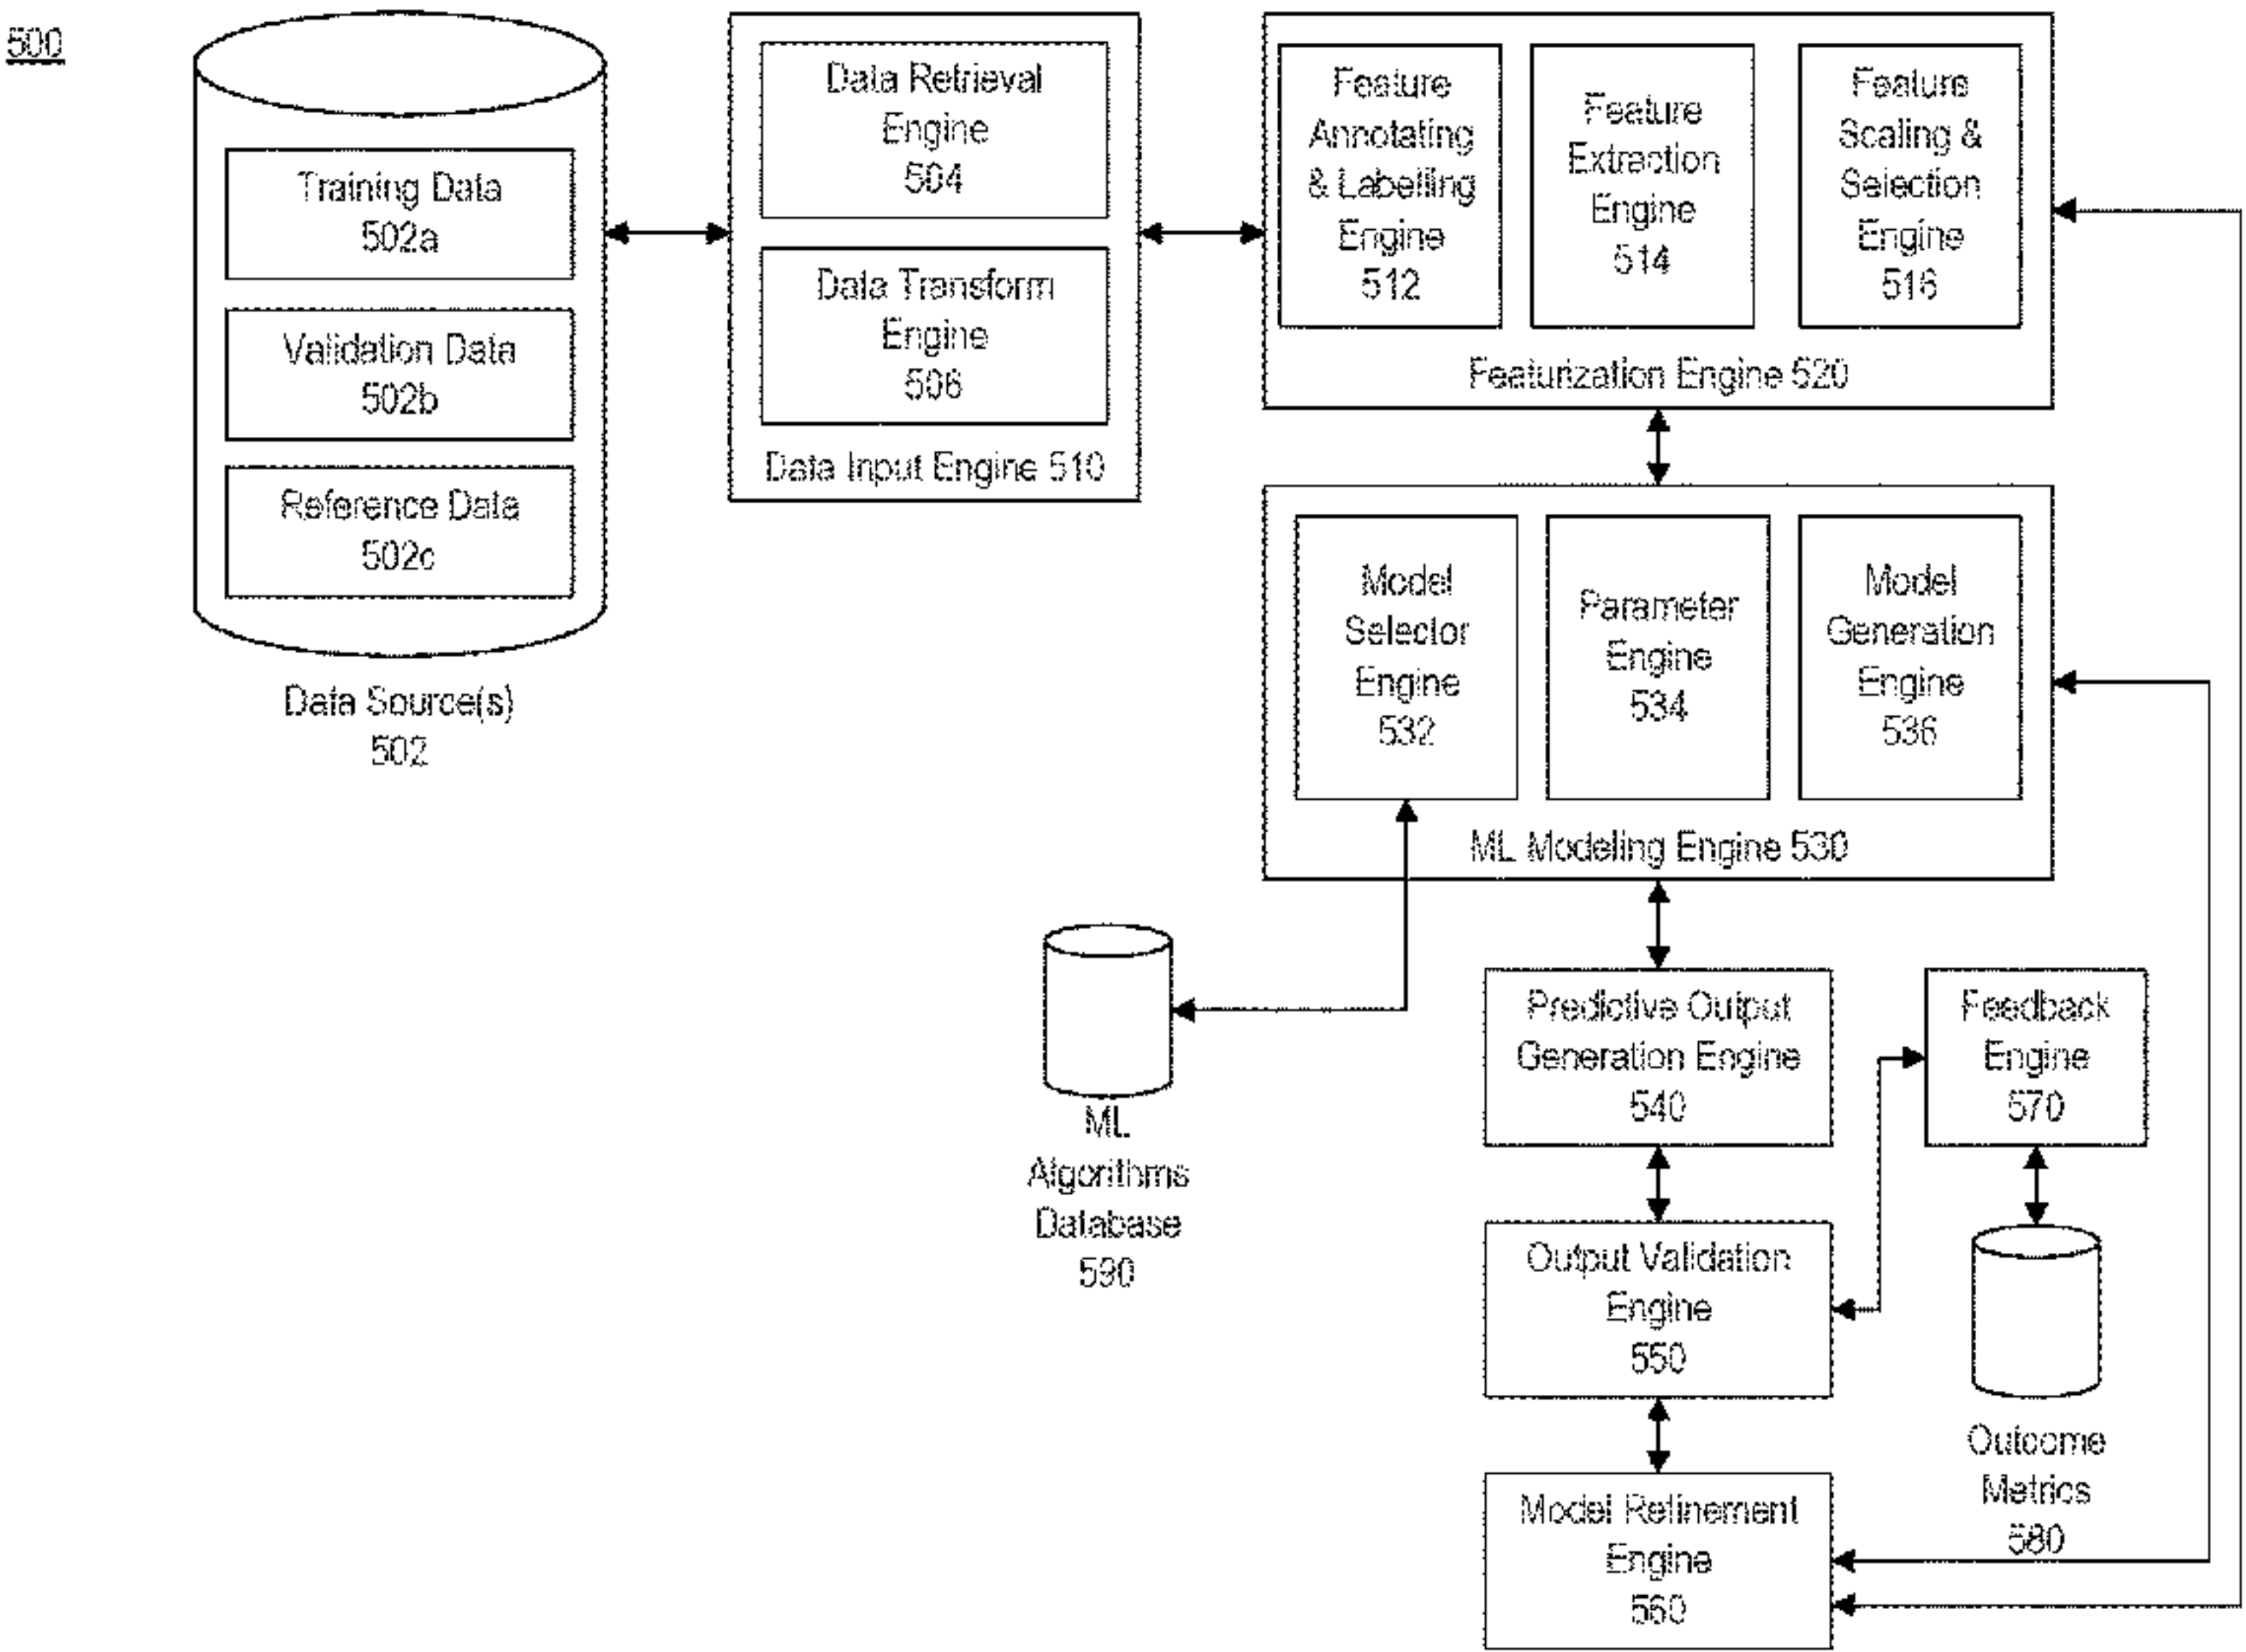 500
Training Data
502a
Validation Data
502b
Reference Data
502c
Data Source(s)
502
Data Retrieval
Engine
504
Data Transform
Engine
506
Data Input Engine 510
Feature
Annotating
& Labelling
Engine
512
Feature
Extraction
Engine
514
Feature
Scaling &
Selection
Engine
516
Featurization Engine 520
Model
Selector
Engine
532
Parameter
Engine
534
Model
Generation
Engine
536
ML Modeling Engine 530
ML
Algorithms
Database
590
Predictive Output
Generation Engine
540
Feedback
Engine
570
Output Validation
Engine
550
Outcome
Metrics
580
Model Refinement
Engine
560